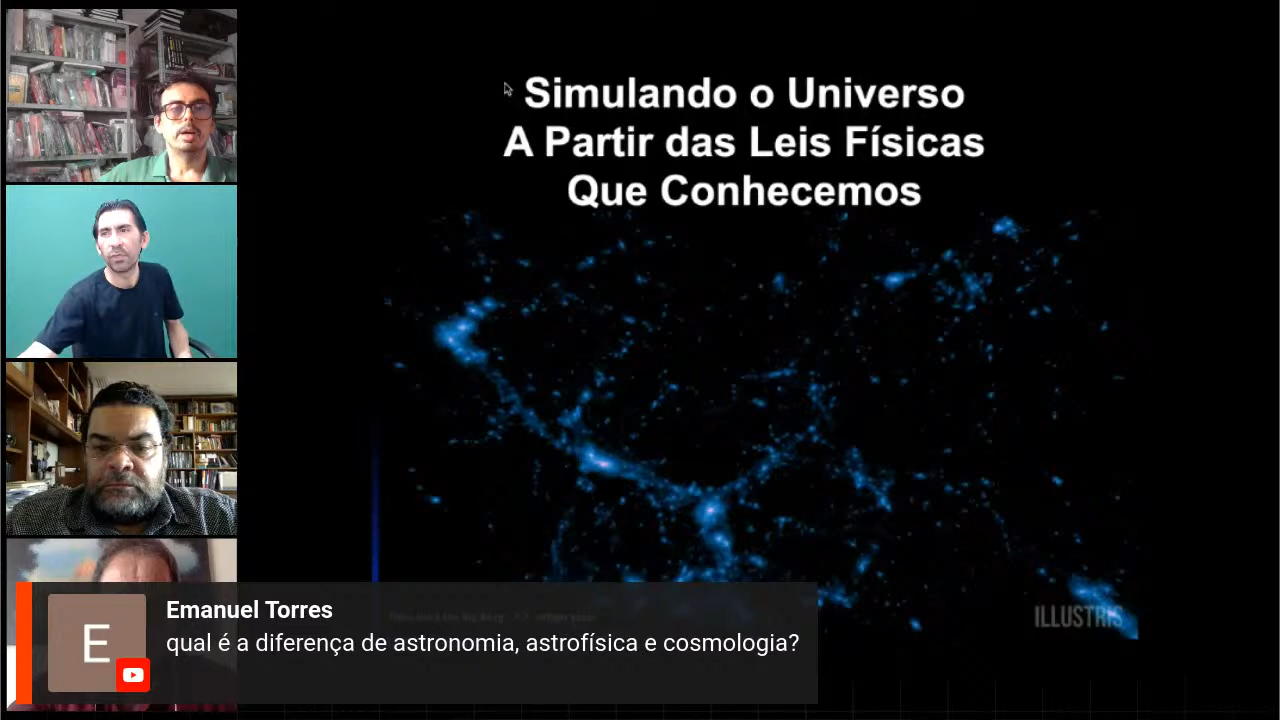 Simulando o Universo
A Partir das Leis Físicas
Que Conhecemos
ILLUSTRIS
E
Emanuel Torres
qual é a diferença de astronomia, astrofísica e cosmologia?